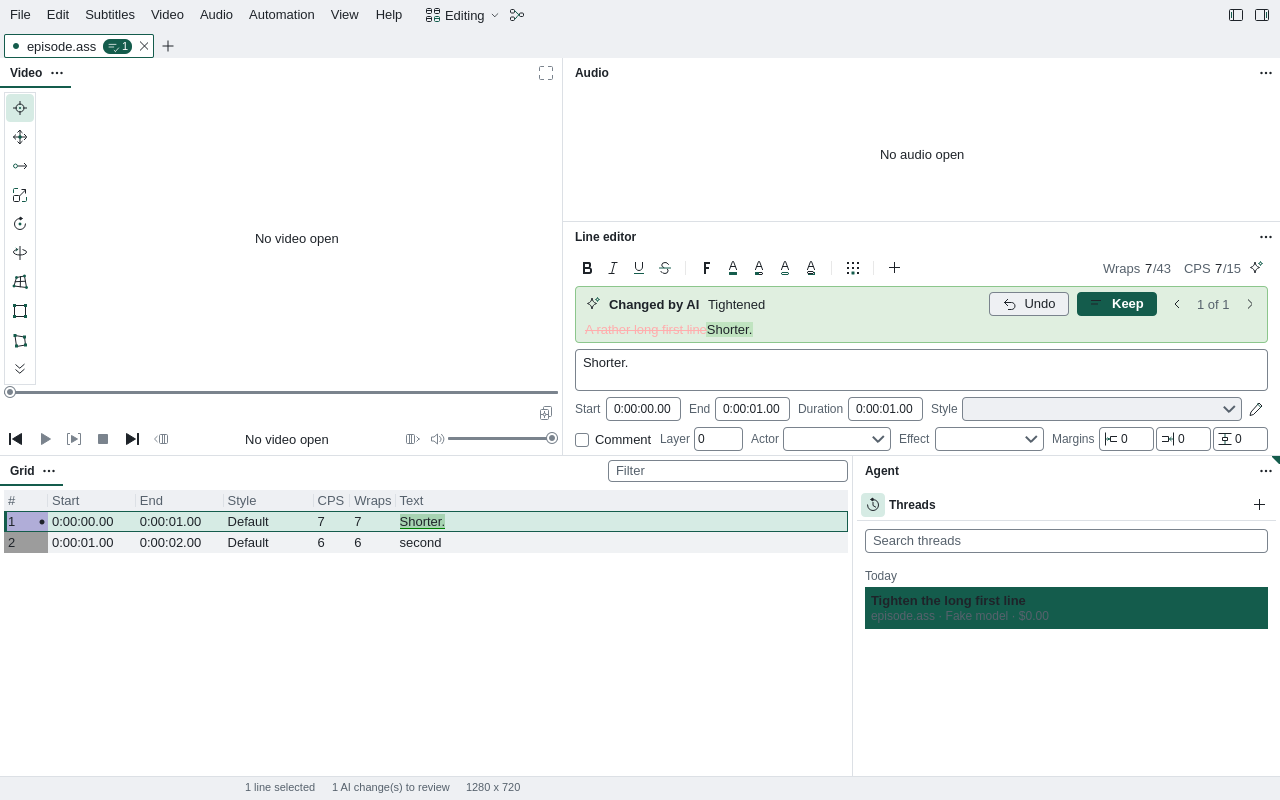 File Edit Subtitles Video Audio Automation View Help Editing
episode.ass 1
Video
Audio
No video open
No audio open
Line editor
B I U S F A A A A
Wraps 7/43 CPS 7/15
Changed by AI Tightened Undo Keep 1 of 1
A rather long first lineShorter.
Shorter.
Start 0:00:00.00 End 0:00:01.00 Duration 0:00:01.00 Style
No video open
Comment Layer 0 Actor Effect Margins 0 0 0
Grid
Filter
Agent
# Start End Style CPS Wraps Text
1 0:00:00.00 0:00:01.00 Default 7 7 Shorter.
2 0:00:01.00 0:00:02.00 Default 6 6 second
Threads
Search threads
Today
Tighten the long first line
episode.ass · Fake model · $0.00
1 line selected 1 AI change(s) to review 1280 x 720